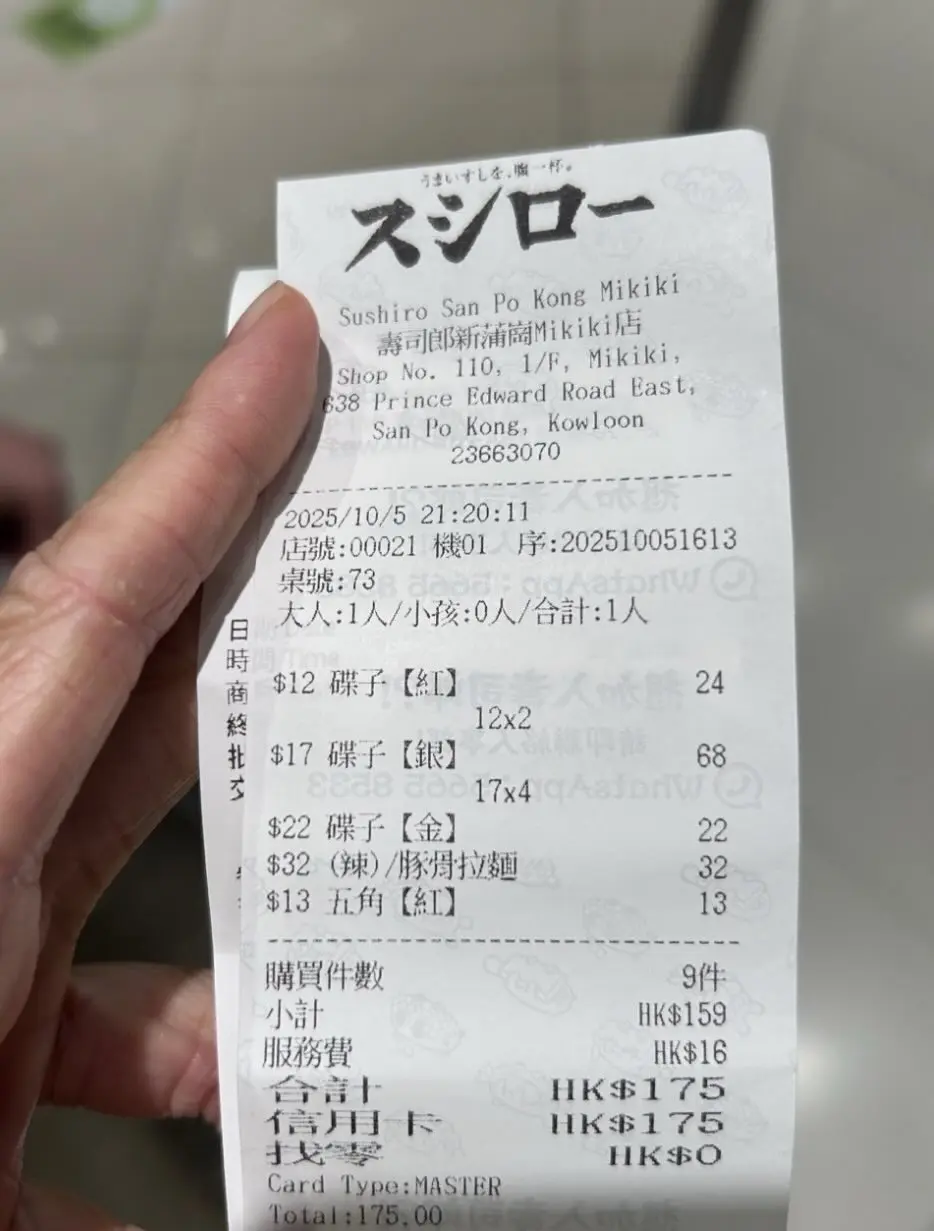 うまいすしを、腹一杯。
スシロー
Sushiro San Po Kong Mikiki
壽司郎新蒲崗Mikiki店
Shop No. 110, 1/F, Mikiki,
638 Prince Edward Road East,
San Po Kong, Kowloon
23663070
2025/10/5 21:20:11
店號:00021 機01 序:202510051613
桌號:73
大人:1人/小孩:0人/合計:1人
$12 碟子【紅】 24
12x2
$17 碟子【銀】 68
17x4
$22 碟子【金】 22
$32 (辣)/豚骨拉麵 32
$13 五角【紅】 13
購買件數 9件
小計 HK$159
服務費 HK$16
合計 HK$175
信用卡 HK$175
找零 HK$0
Card Type:MASTER
Total:175.00
日
時
商
終
批
交